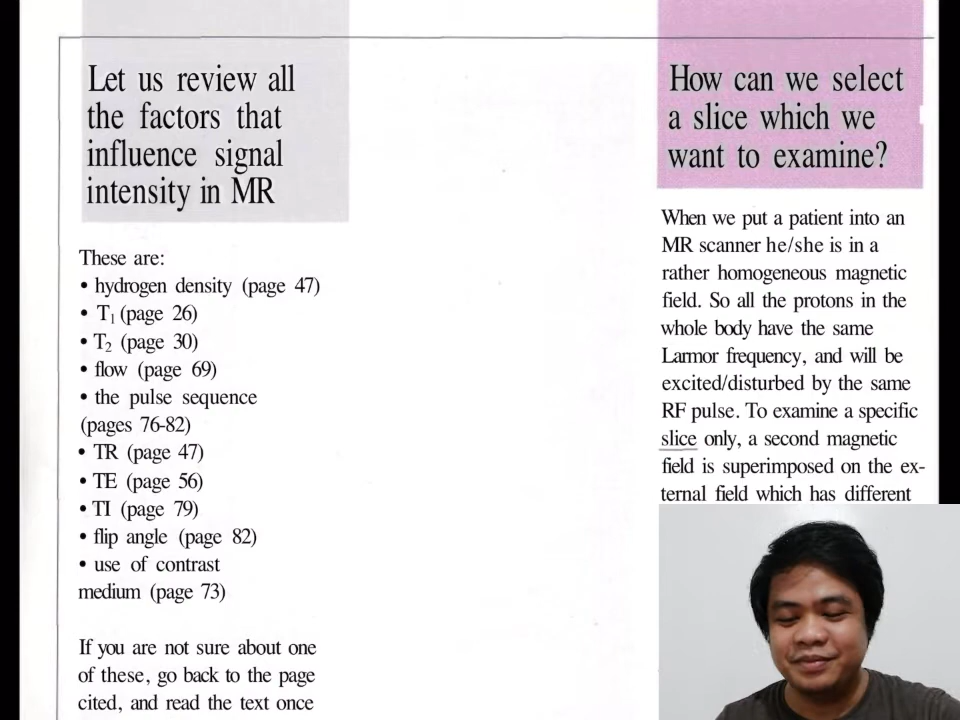 Let us review all
the factors that
influence signal
intensity in MR
These are:
• hydrogen density (page 47)
• T₁ (page 26)
• T₂ (page 30)
• flow (page 69)
• the pulse sequence
(pages 76-82)
• TR (page 47)
• TE (page 56)
• TI (page 79)
• flip angle (page 82)
• use of contrast
medium (page 73)
If you are not sure about one
of these, go back to the page
cited, and read the text once
How can we select
a slice which we
want to examine?
When we put a patient into an
MR scanner he/she is in a
rather homogeneous magnetic
field. So all the protons in the
whole body have the same
Larmor frequency, and will be
excited/disturbed by the same
RF pulse. To examine a specific
slice only, a second magnetic
field is superimposed on the ex-
ternal field which has different